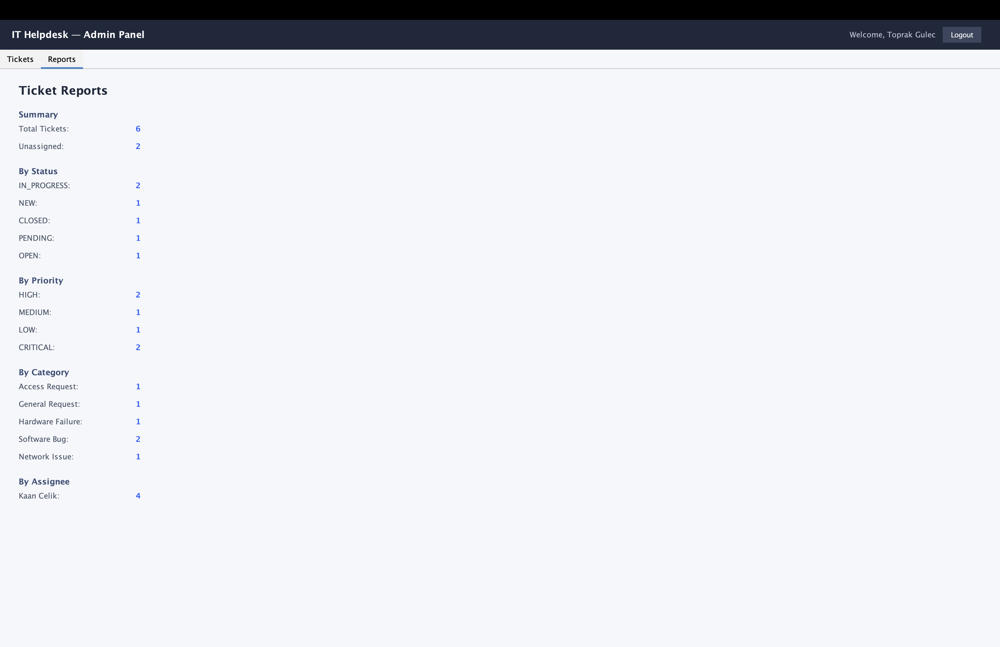 IT Helpdesk — Admin Panel
Welcome, Toprak Gulec
Logout
Tickets
Reports
Ticket Reports
Summary
Total Tickets: 6
Unassigned: 2
By Status
IN_PROGRESS: 2
NEW: 1
CLOSED: 1
PENDING: 1
OPEN: 1
By Priority
HIGH: 2
MEDIUM: 1
LOW: 1
CRITICAL: 2
By Category
Access Request: 1
General Request: 1
Hardware Failure: 1
Software Bug: 2
Network Issue: 1
By Assignee
Kaan Celik: 4